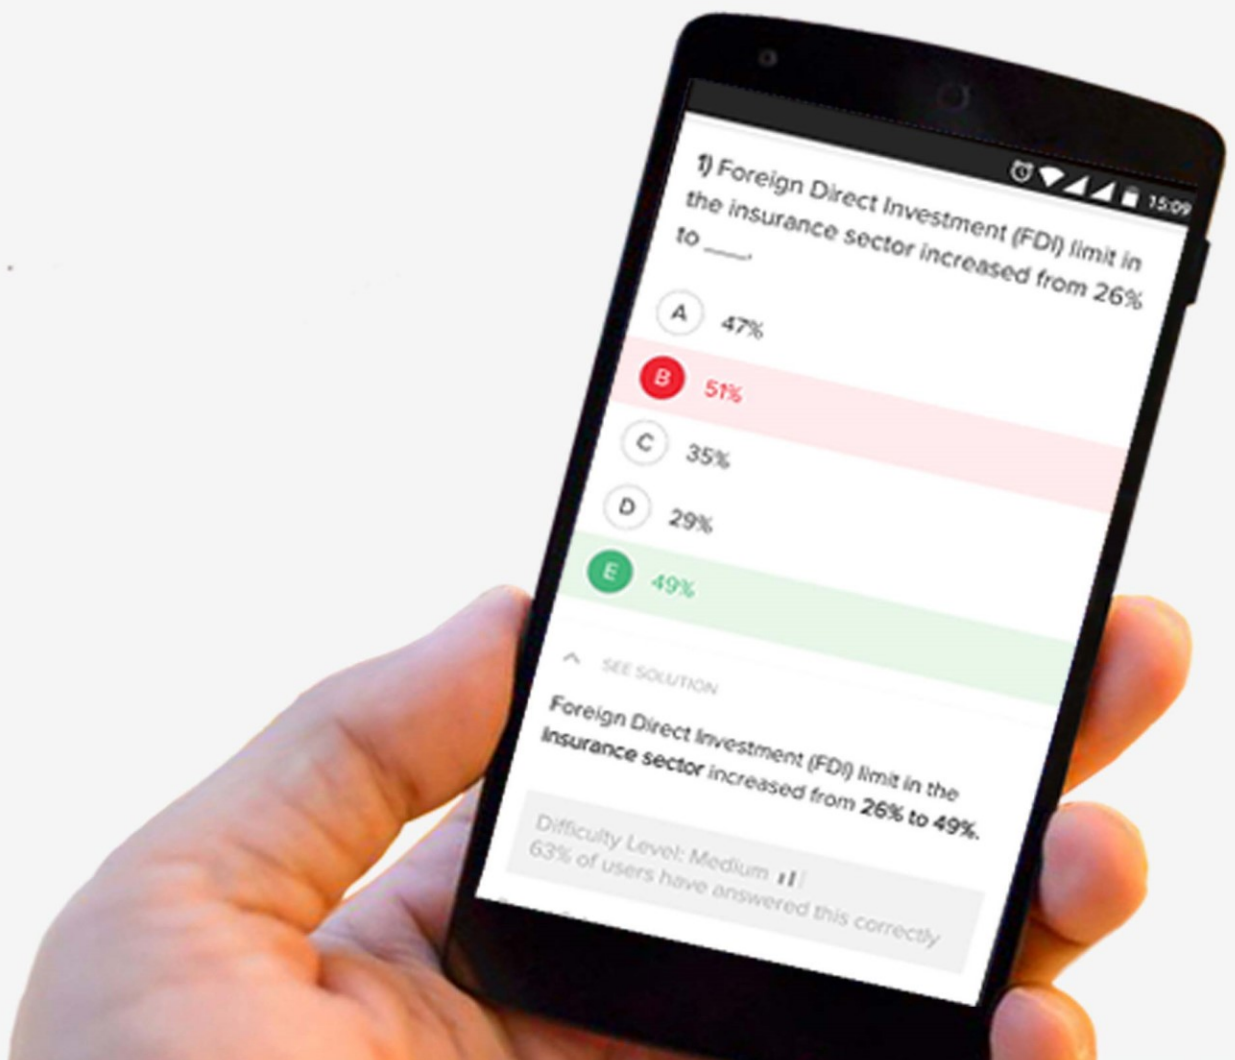 15:09
1) Foreign Direct Investment (FDI) limit in
the insurance sector increased from 26%
to ____.
A 47%
B 51%
C 35%
D 29%
E 49%
SEE SOLUTION
Foreign Direct Investment (FDI) limit in the
Insurance sector increased from 26% to 49%.
Difficulty Level: Medium
63% of users have answered this correctly